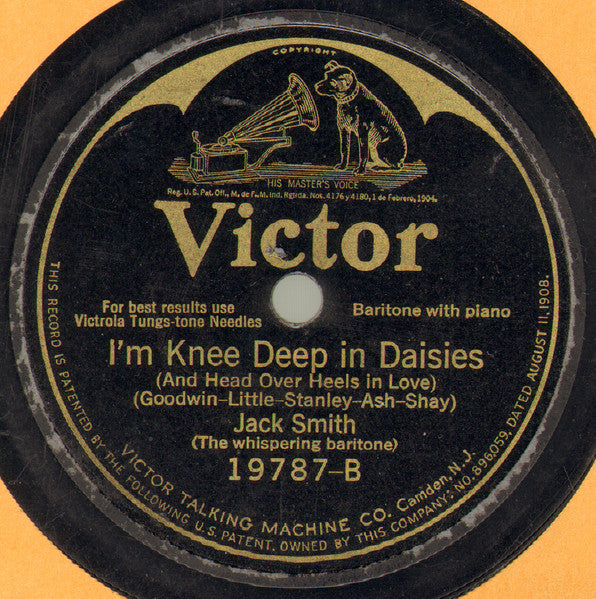 COPYRIGHT
HIS MASTER'S VOICE
Reg. U.S. Pat. Off., M. de F. M. Ind. Rgtrda. Nos. 4176 y 4180, 1 de Febrero, 1904.
Victor
For best results use
Victrola Tungs-tone Needles
Baritone with piano
I'm Knee Deep in Daisies
(And Head Over Heels in Love)
(Goodwin–Little–Stanley–Ash–Shay)
Jack Smith
(The whispering baritone)
19787–B
VICTOR TALKING MACHINE CO. Camden, N. J.
THIS RECORD IS PATENTED BY THE FOLLOWING U.S. PATENT, OWNED BY THIS COMPANY: NO. 896,059, DATED AUGUST 11, 1908.